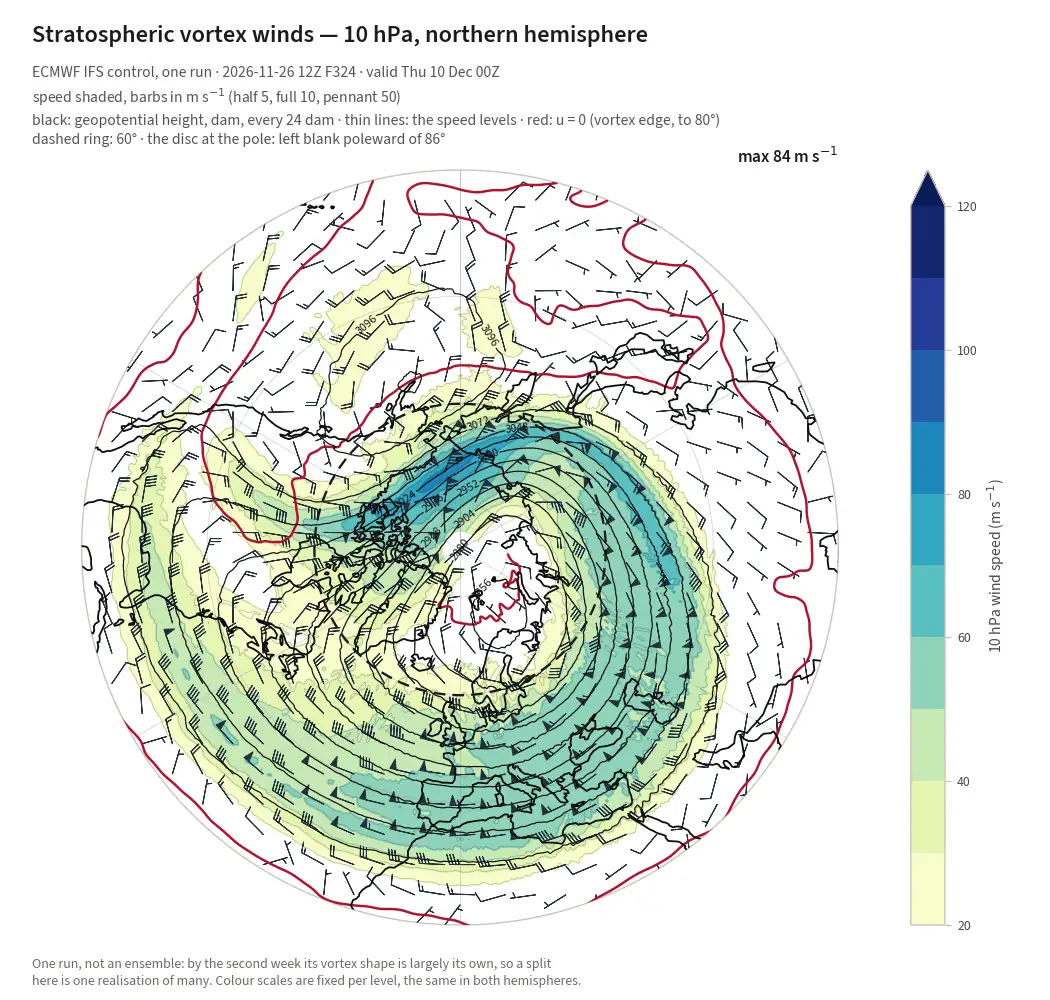 Stratospheric vortex winds — 10 hPa, northern hemisphere
ECMWF IFS control, one run · 2026-11-26 12Z F324 · valid Thu 10 Dec 00Z
speed shaded, barbs in m s⁻¹ (half 5, full 10, pennant 50)
black: geopotential height, dam, every 24 dam · thin lines: the speed levels · red: u = 0 (vortex edge, to 80°)
dashed ring: 60° · the disc at the pole: left blank poleward of 86°
max 84 m s⁻¹
120
100
80
60
40
20
10 hPa wind speed (m s⁻¹)
3096
3096
2952
2904
One run, not an ensemble: by the second week its vortex shape is largely its own, so a split
here is one realisation of many. Colour scales are fixed per level, the same in both hemispheres.